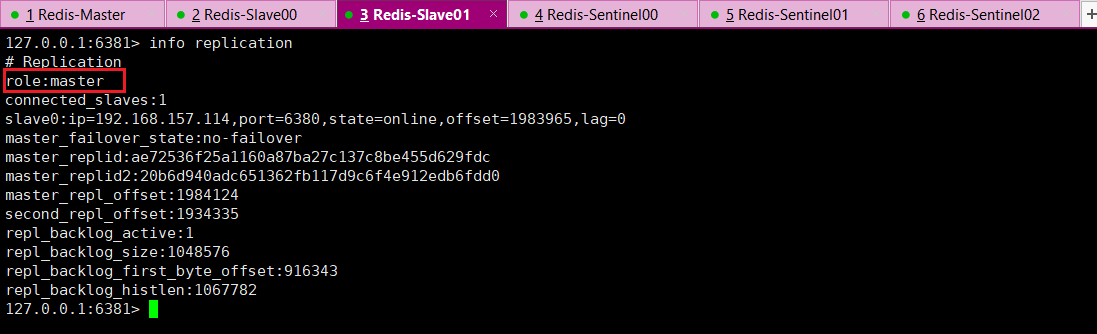 1 Redis-Master 2 Redis-Slave00 3 Redis-Slave01 × 4 Redis-Sentinel00 5 Redis-Sentinel01 6 Redis-Sentinel02 +
127.0.0.1:6381> info replication
# Replication
role:master
connected_slaves:1
slave0:ip=192.168.157.114,port=6380,state=online,offset=1983965,lag=0
master_failover_state:no-failover
master_replid:ae72536f25a1160a87ba27c137c8be455d629fdc
master_replid2:20b6d940adc651362fb117d9c6f4e912edb6fdd0
master_repl_offset:1984124
second_repl_offset:1934335
repl_backlog_active:1
repl_backlog_size:1048576
repl_backlog_first_byte_offset:916343
repl_backlog_histlen:1067782
127.0.0.1:6381>